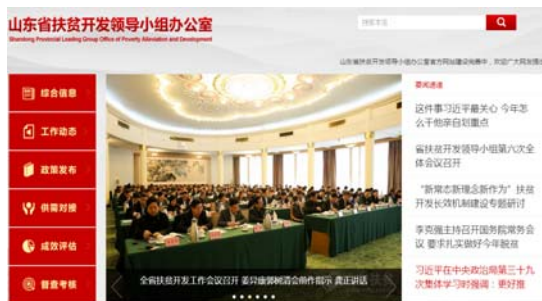 山东省扶贫开发领导小组办公室
Shandong Provincial Leading Group Office of Poverty Alleviation and Development
综合信息
工作动态
政策发布
供需对接
成效评估
督查考核
全省扶贫开发工作会议召开 姜异康郭树清会前作指示 龚正讲话
要闻速递
这件事习近平最关心 今年怎
么干他亲自划重点
省扶贫开发领导小组第六次全
体会议召开
“新常态新理念新作为”扶贫
开发长效机制建设专题研讨
李克强主持召开国务院常务会
议 要求扎实做好今年脱贫
习近平在中央政治局第三十九
次集体学习时强调：更好推